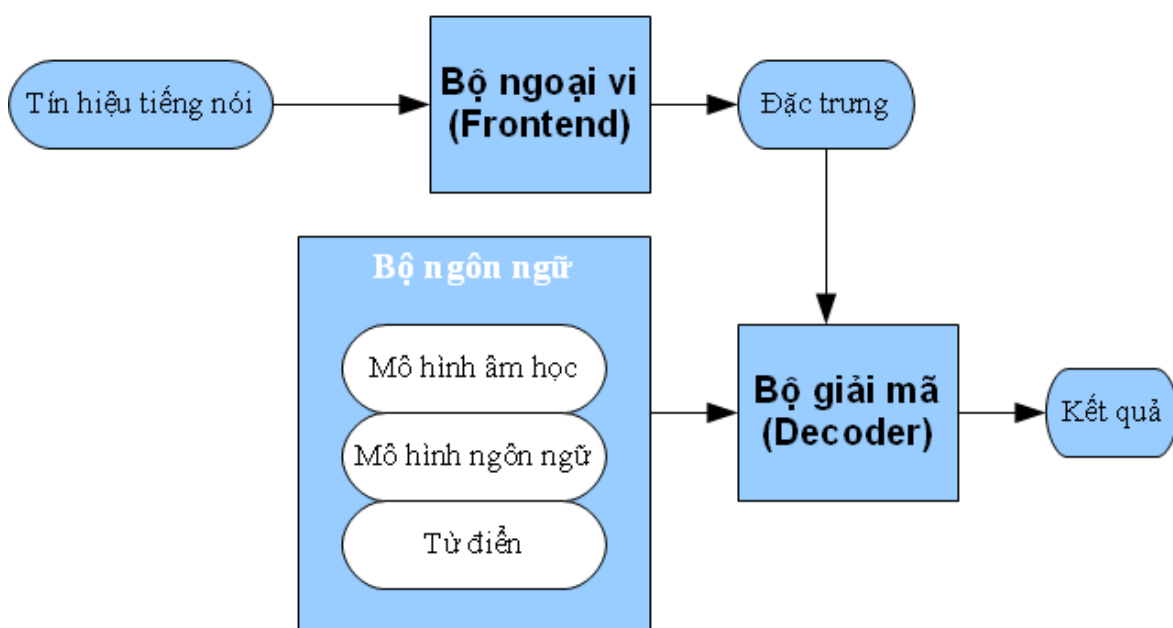 Tín hiệu tiếng nói
Bộ ngoại vi
(Frontend)
Đặc trưng
Bộ ngôn ngữ
Mô hình âm học
Mô hình ngôn ngữ
Từ điển
Bộ giải mã
(Decoder)
Kết quả